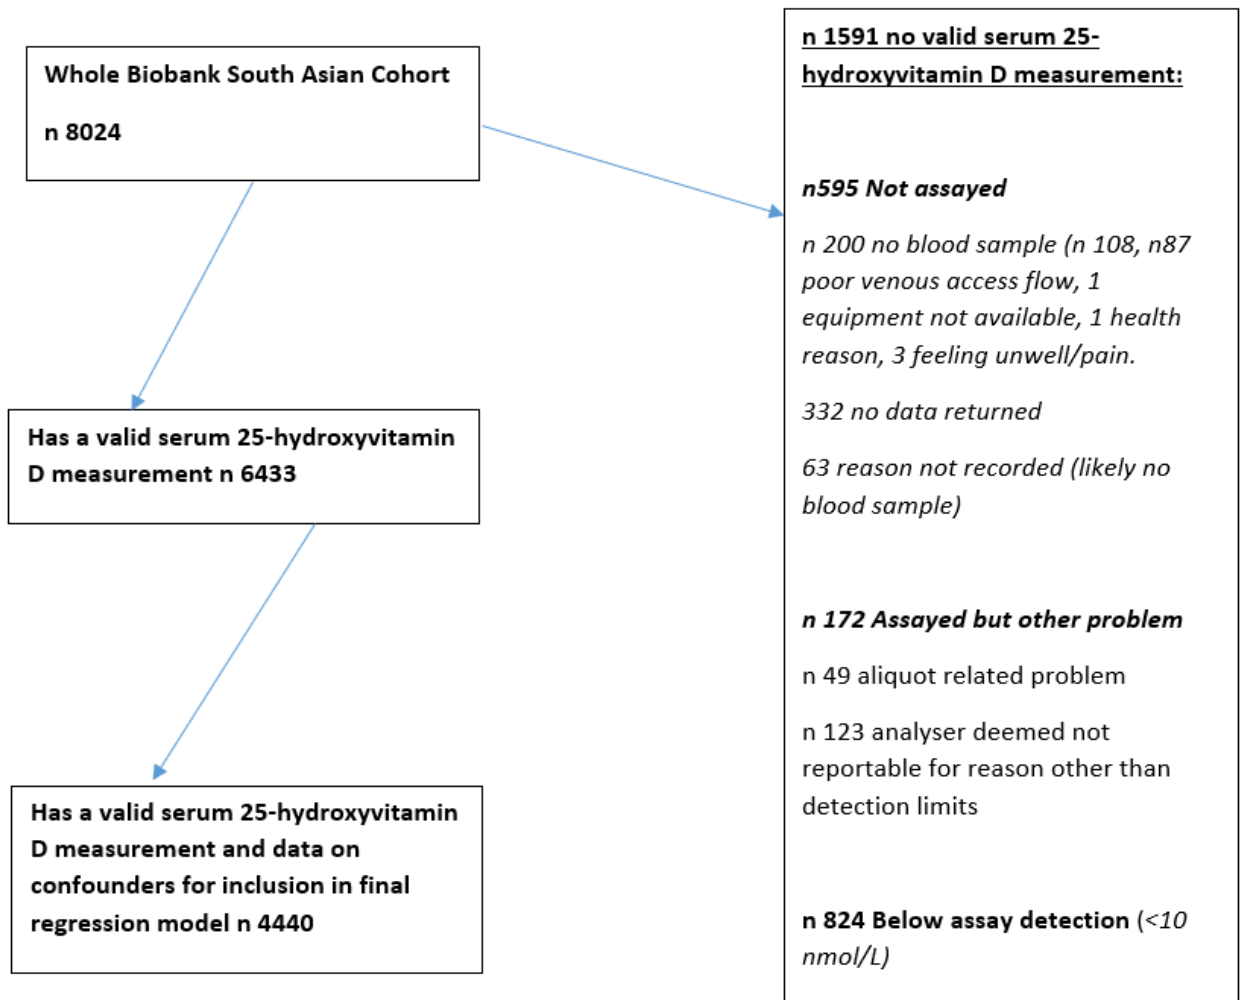 Whole Biobank South Asian Cohort
n 8024
n 1591 no valid serum 25-
hydroxyvitamin D measurement:
n595 Not assayed
n 200 no blood sample (n 108, n87
poor venous access flow, 1
equipment not available, 1 health
reason, 3 feeling unwell/pain.
332 no data returned
63 reason not recorded (likely no
blood sample)
n 172 Assayed but other problem
n 49 aliquot related problem
n 123 analyser deemed not
reportable for reason other than
detection limits
n 824 Below assay detection (<10
nmol/L)
Has a valid serum 25-hydroxyvitamin
D measurement n 6433
Has a valid serum 25-hydroxyvitamin
D measurement and data on
confounders for inclusion in final
regression model n 4440